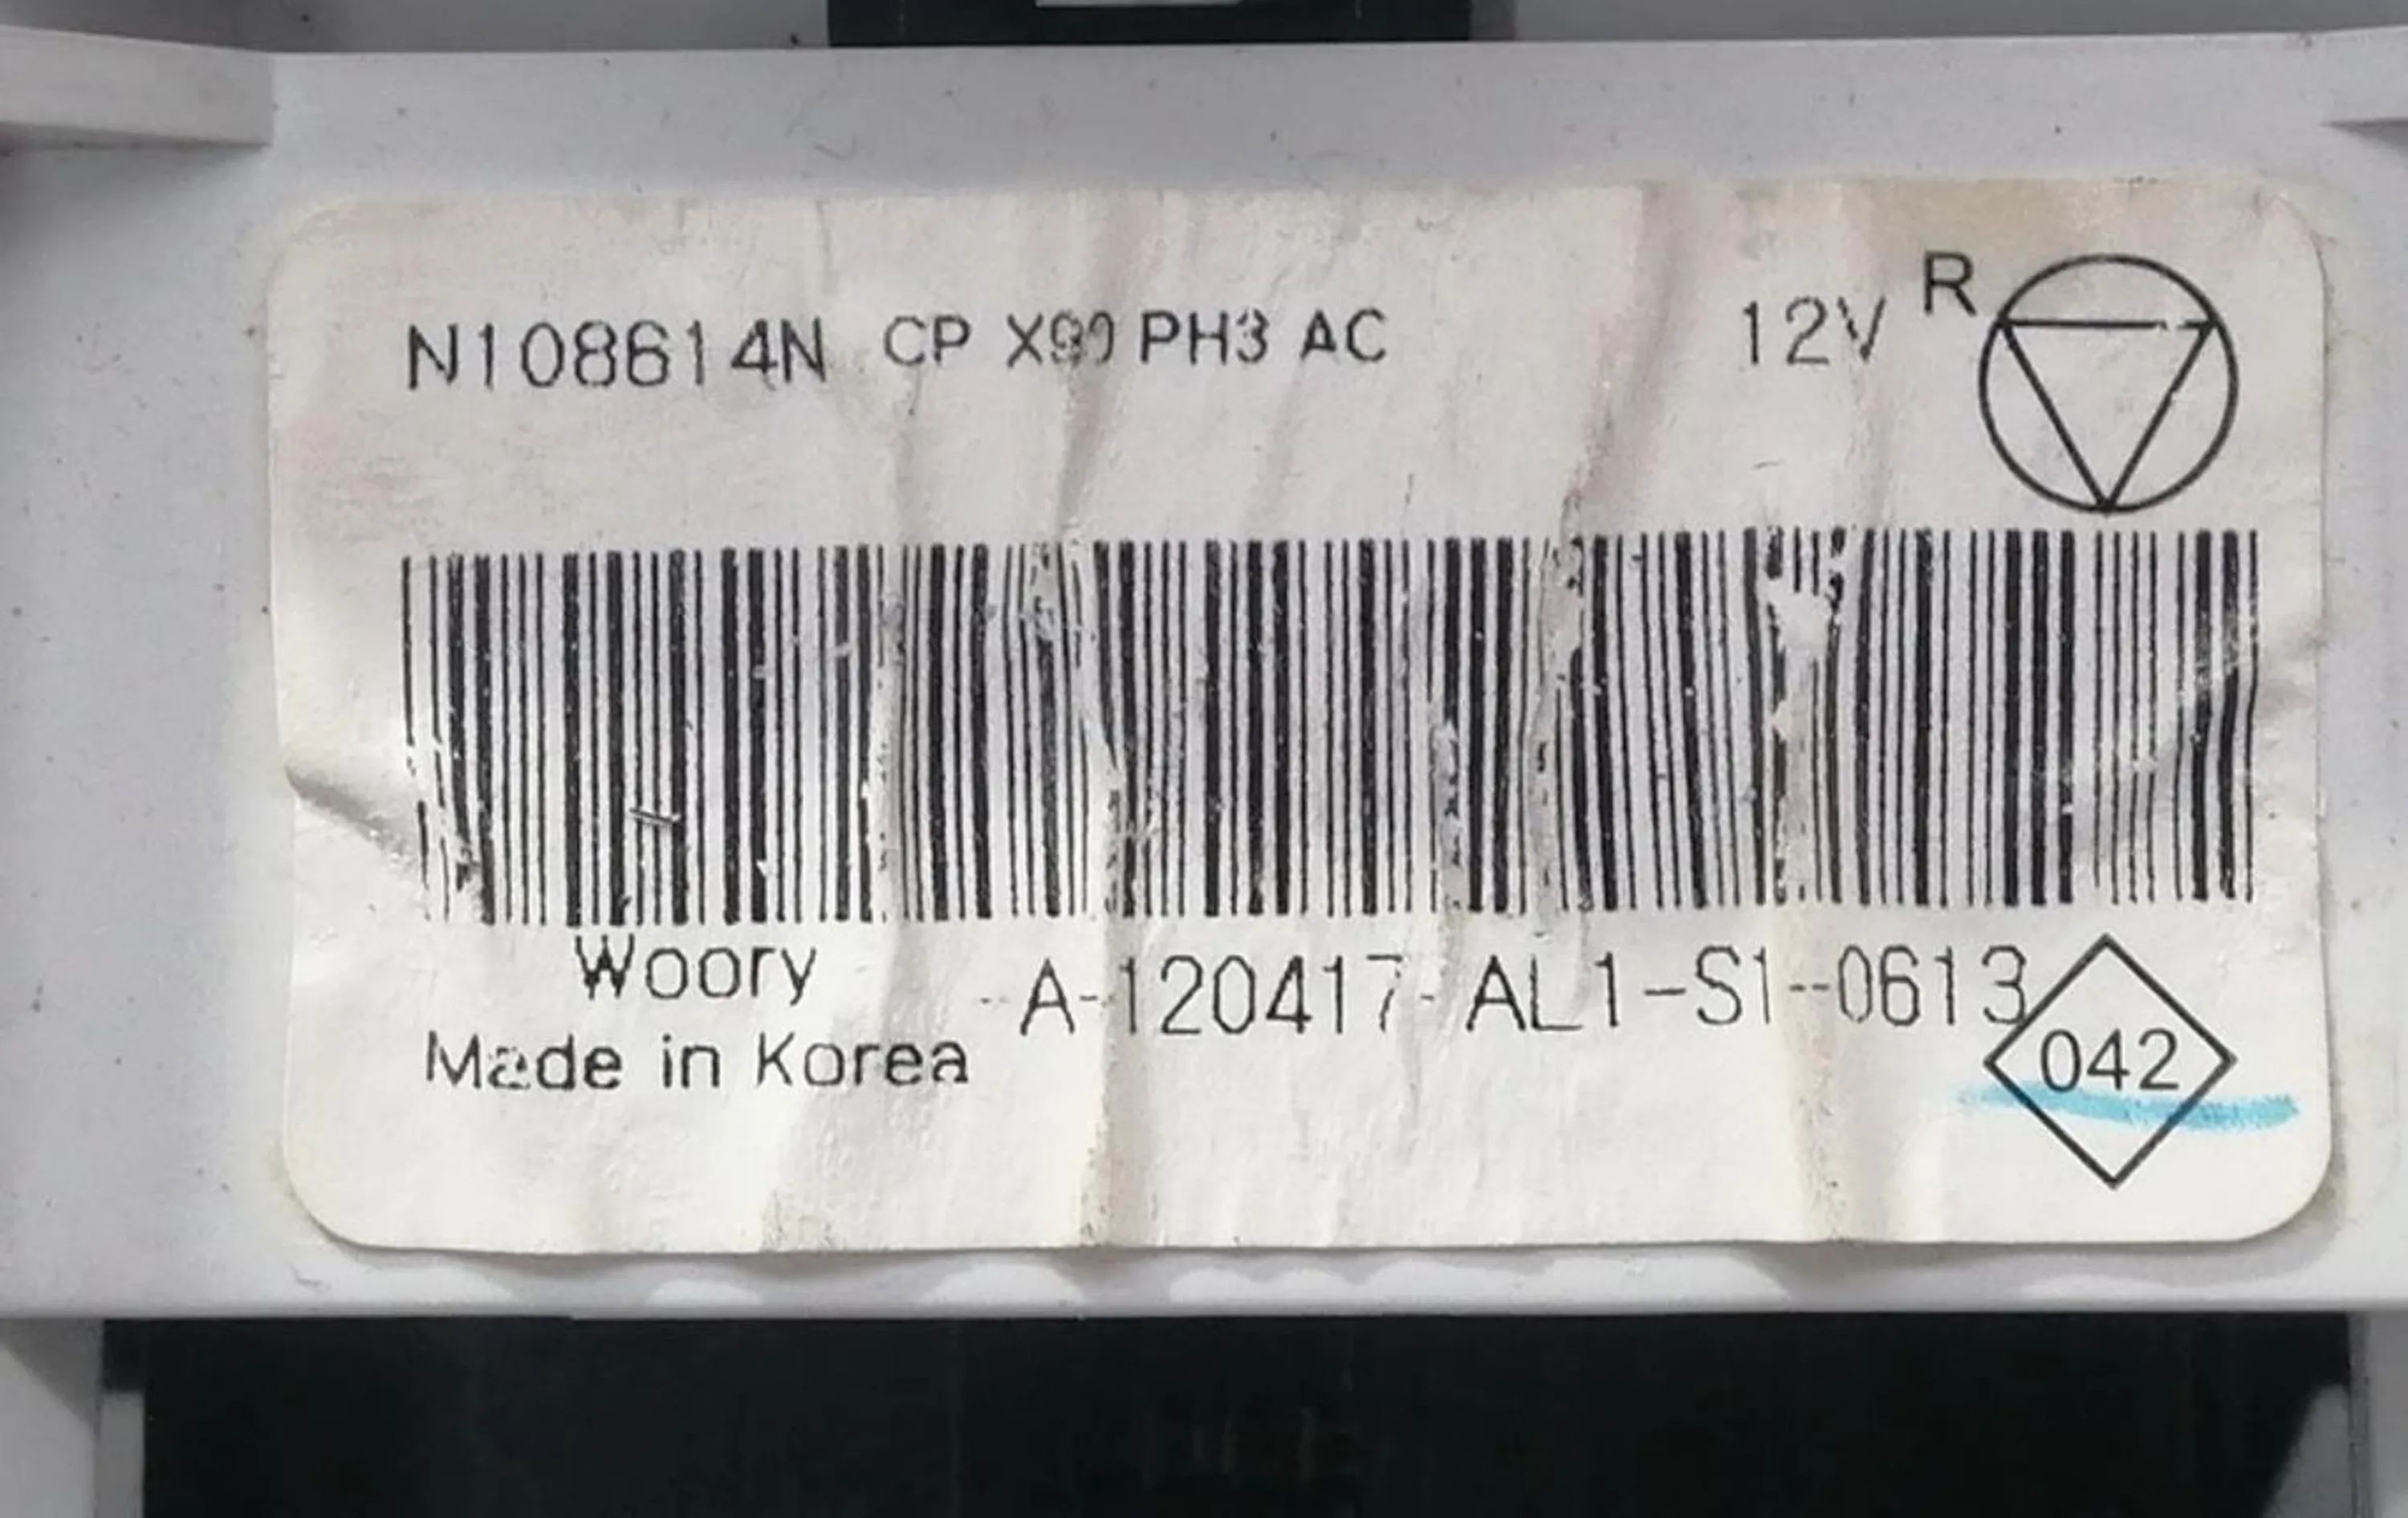 N108614N CP X90 PH3 AC 12V R
Woory
A-120417-AL1-S1--0613
Made in Korea
042